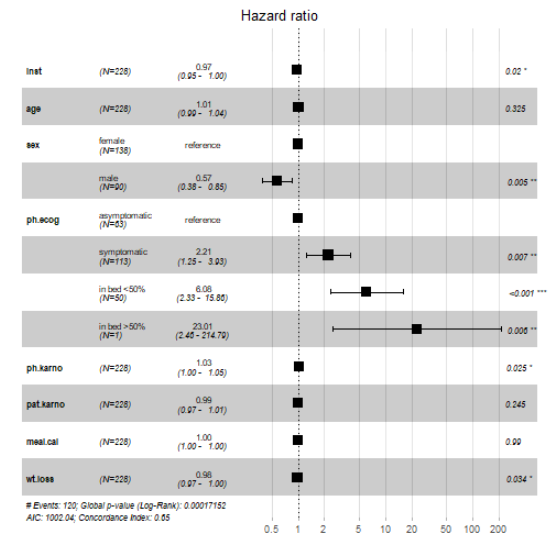 Hazard ratio
inst (N=228) 0.97 0.02 *
(0.95 - 1.00)
age (N=228) 1.01 0.325
(0.99 - 1.04)
sex female reference
(N=138)
male 0.57 0.005 **
(N=90) (0.38 - 0.85)
ph.ecog asymptomatic reference
(N=63)
symptomatic 2.21 0.007 **
(N=113) (1.25 - 3.93)
in bed <50% 6.08 <0.001 ***
(N=50) (2.33 - 15.86)
in bed >50% 23.01 0.006 **
(N=1) (2.46 - 214.79)
ph.karno (N=228) 1.03 0.025 *
(1.00 - 1.05)
pat.karno (N=228) 0.99 0.245
(0.97 - 1.01)
meal.cal (N=228) 1.00 0.99
(1.00 - 1.00)
wt.loss (N=228) 0.98 0.034 *
(0.97 - 1.00)
# Events: 120; Global p-value (Log-Rank): 0.00017152
AIC: 1002.04; Concordance Index: 0.65
0.5 1 2 5 10 20 50 100 200